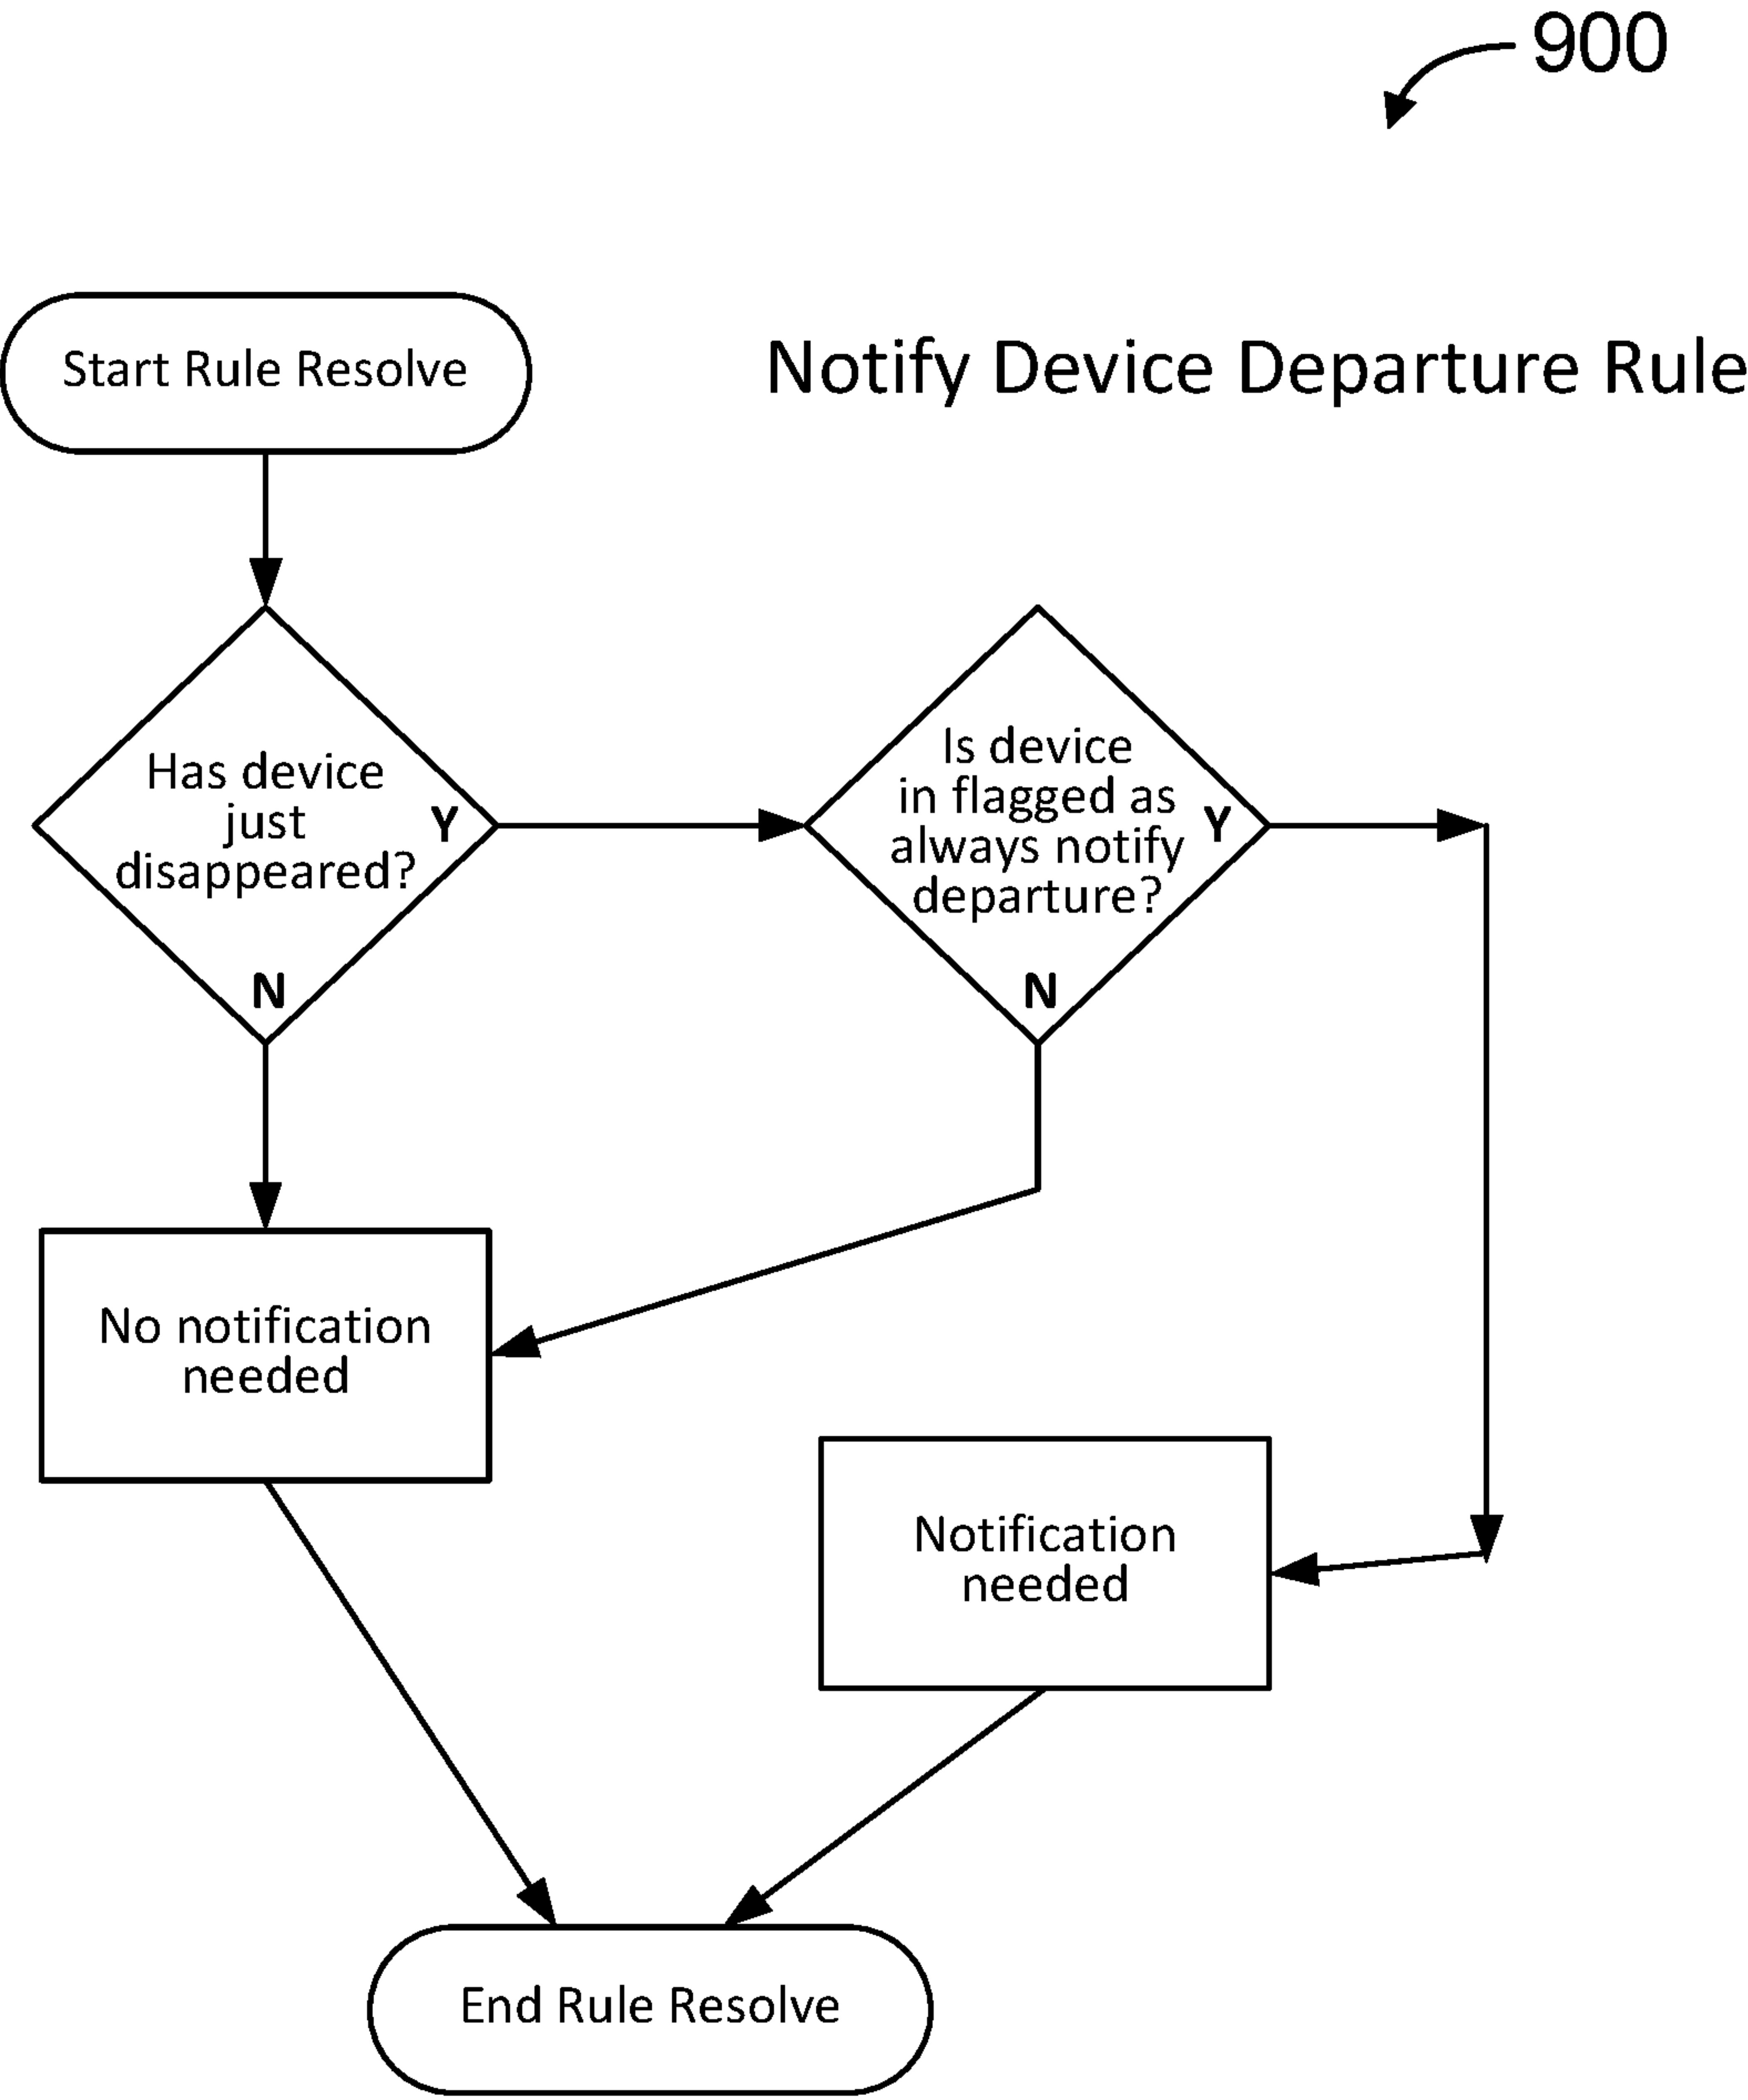 900
Start Rule Resolve
Notify Device Departure Rule
Has device
just
disappeared?
Y
N
Is device
in flagged as
always notify
departure?
Y
N
No notification
needed
Notification
needed
End Rule Resolve